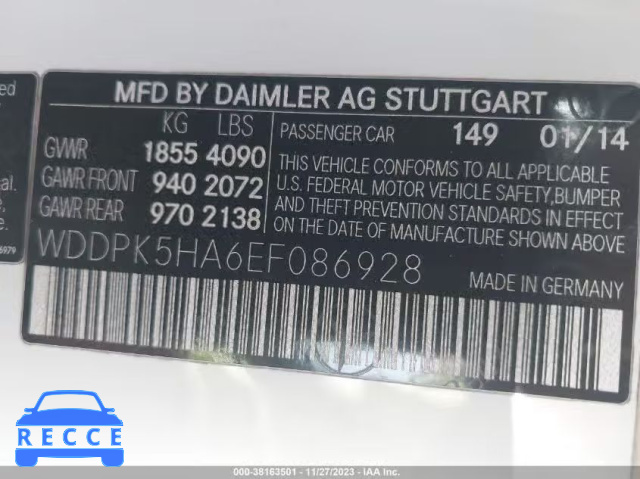 ed
al.
e,
6979
MFD BY DAIMLER AG STUTTGART
KG LBS
GVWR 1855 4090
GAWR FRONT 940 2072
GAWR REAR 970 2138
PASSENGER CAR 149 01/14
THIS VEHICLE CONFORMS TO ALL APPLICABLE
U.S. FEDERAL MOTOR VEHICLE SAFETY,BUMPER
AND THEFT PREVENTION STANDARDS IN EFFECT
ON THE DATE OF MANUFACTURE SHOWN ABOVE.
WDDPK5HA6EF086928
MADE IN GERMANY
RECCE
000-38163501 - 11/27/2023 - IAA Inc.